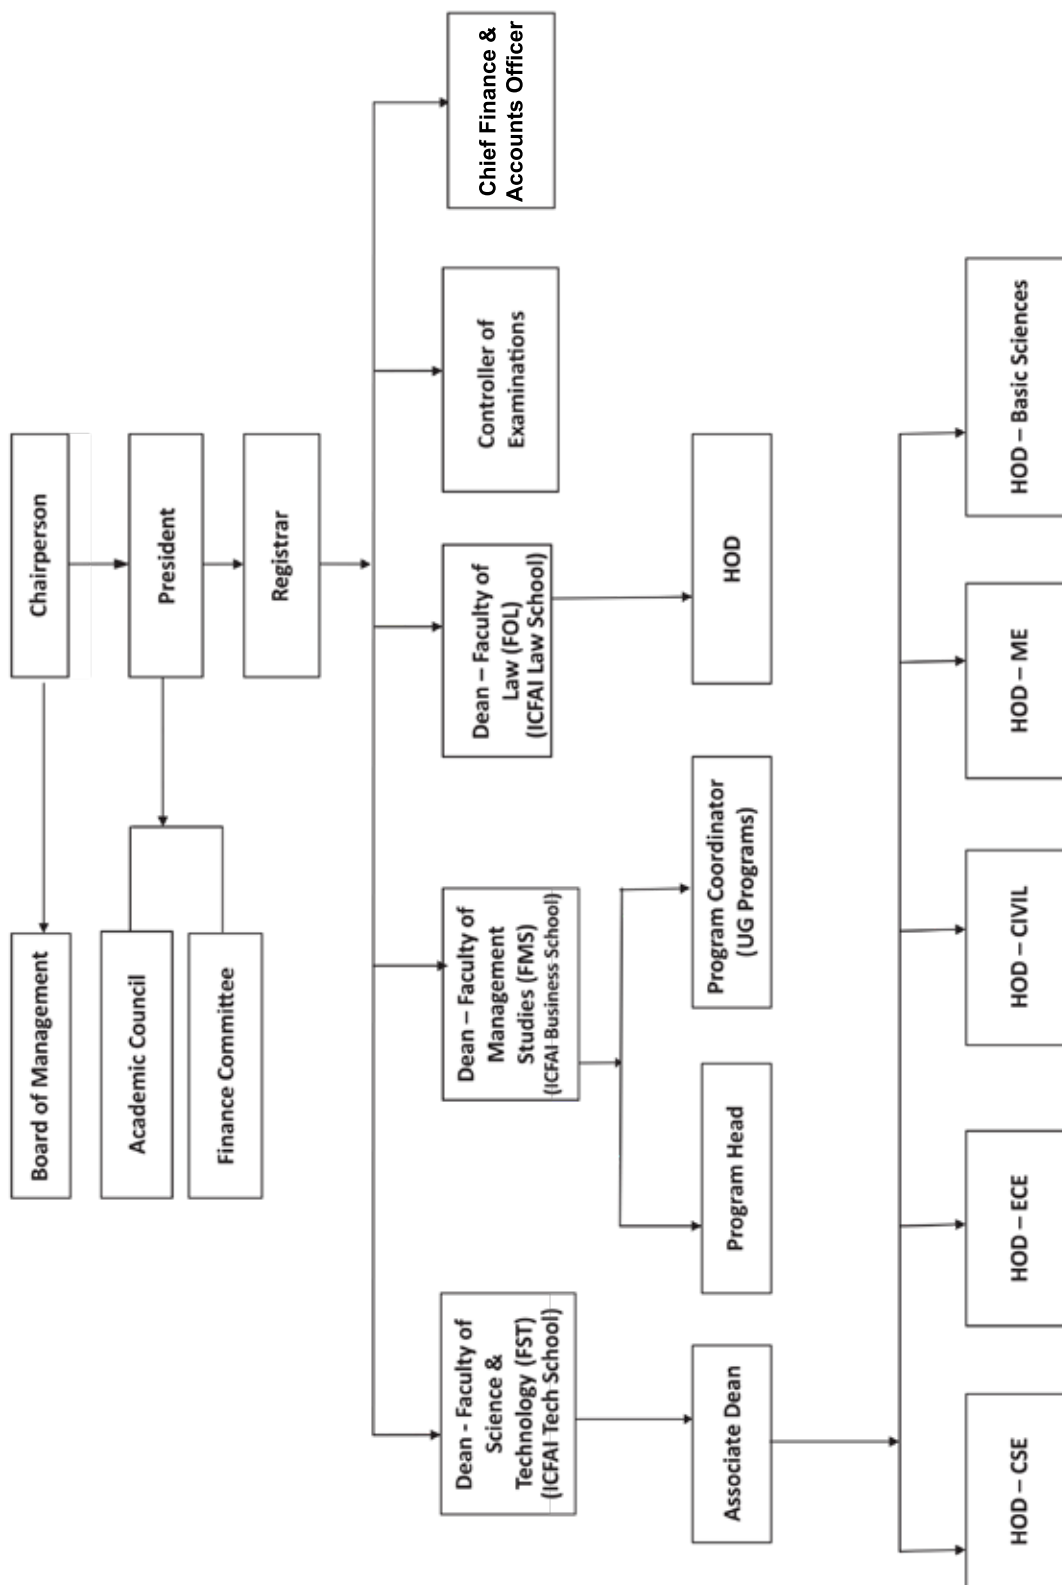 Chairperson
Board of Management
President
Academic Council
Finance Committee
Registrar
Dean - Faculty of
Science &
Technology (FST)
(ICFAI Tech School)
Dean – Faculty of
Management
Studies (FMS)
(ICFAI Business School)
Dean – Faculty of
Law (FOL)
(ICFAI Law School)
Controller of
Examinations
Chief Finance &
Accounts Officer
Associate Dean
Program Head
Program Coordinator
(UG Programs)
HOD
HOD – CSE
HOD – ECE
HOD – CIVIL
HOD – ME
HOD – Basic Sciences